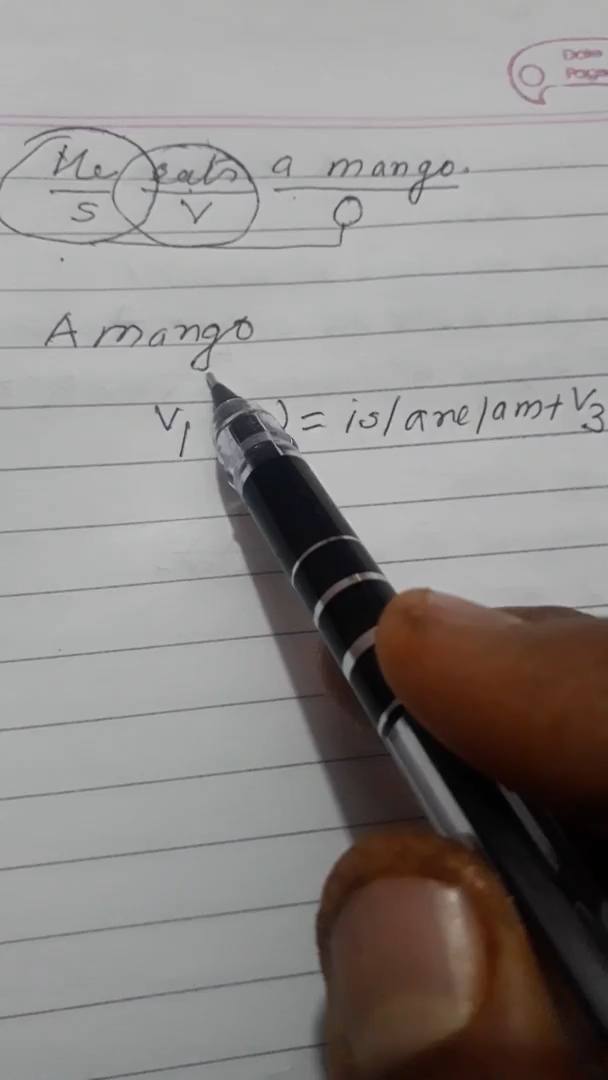 Date
Page
He eats a mango.
S V O
A mango
V1 ) = is/are/am+V3